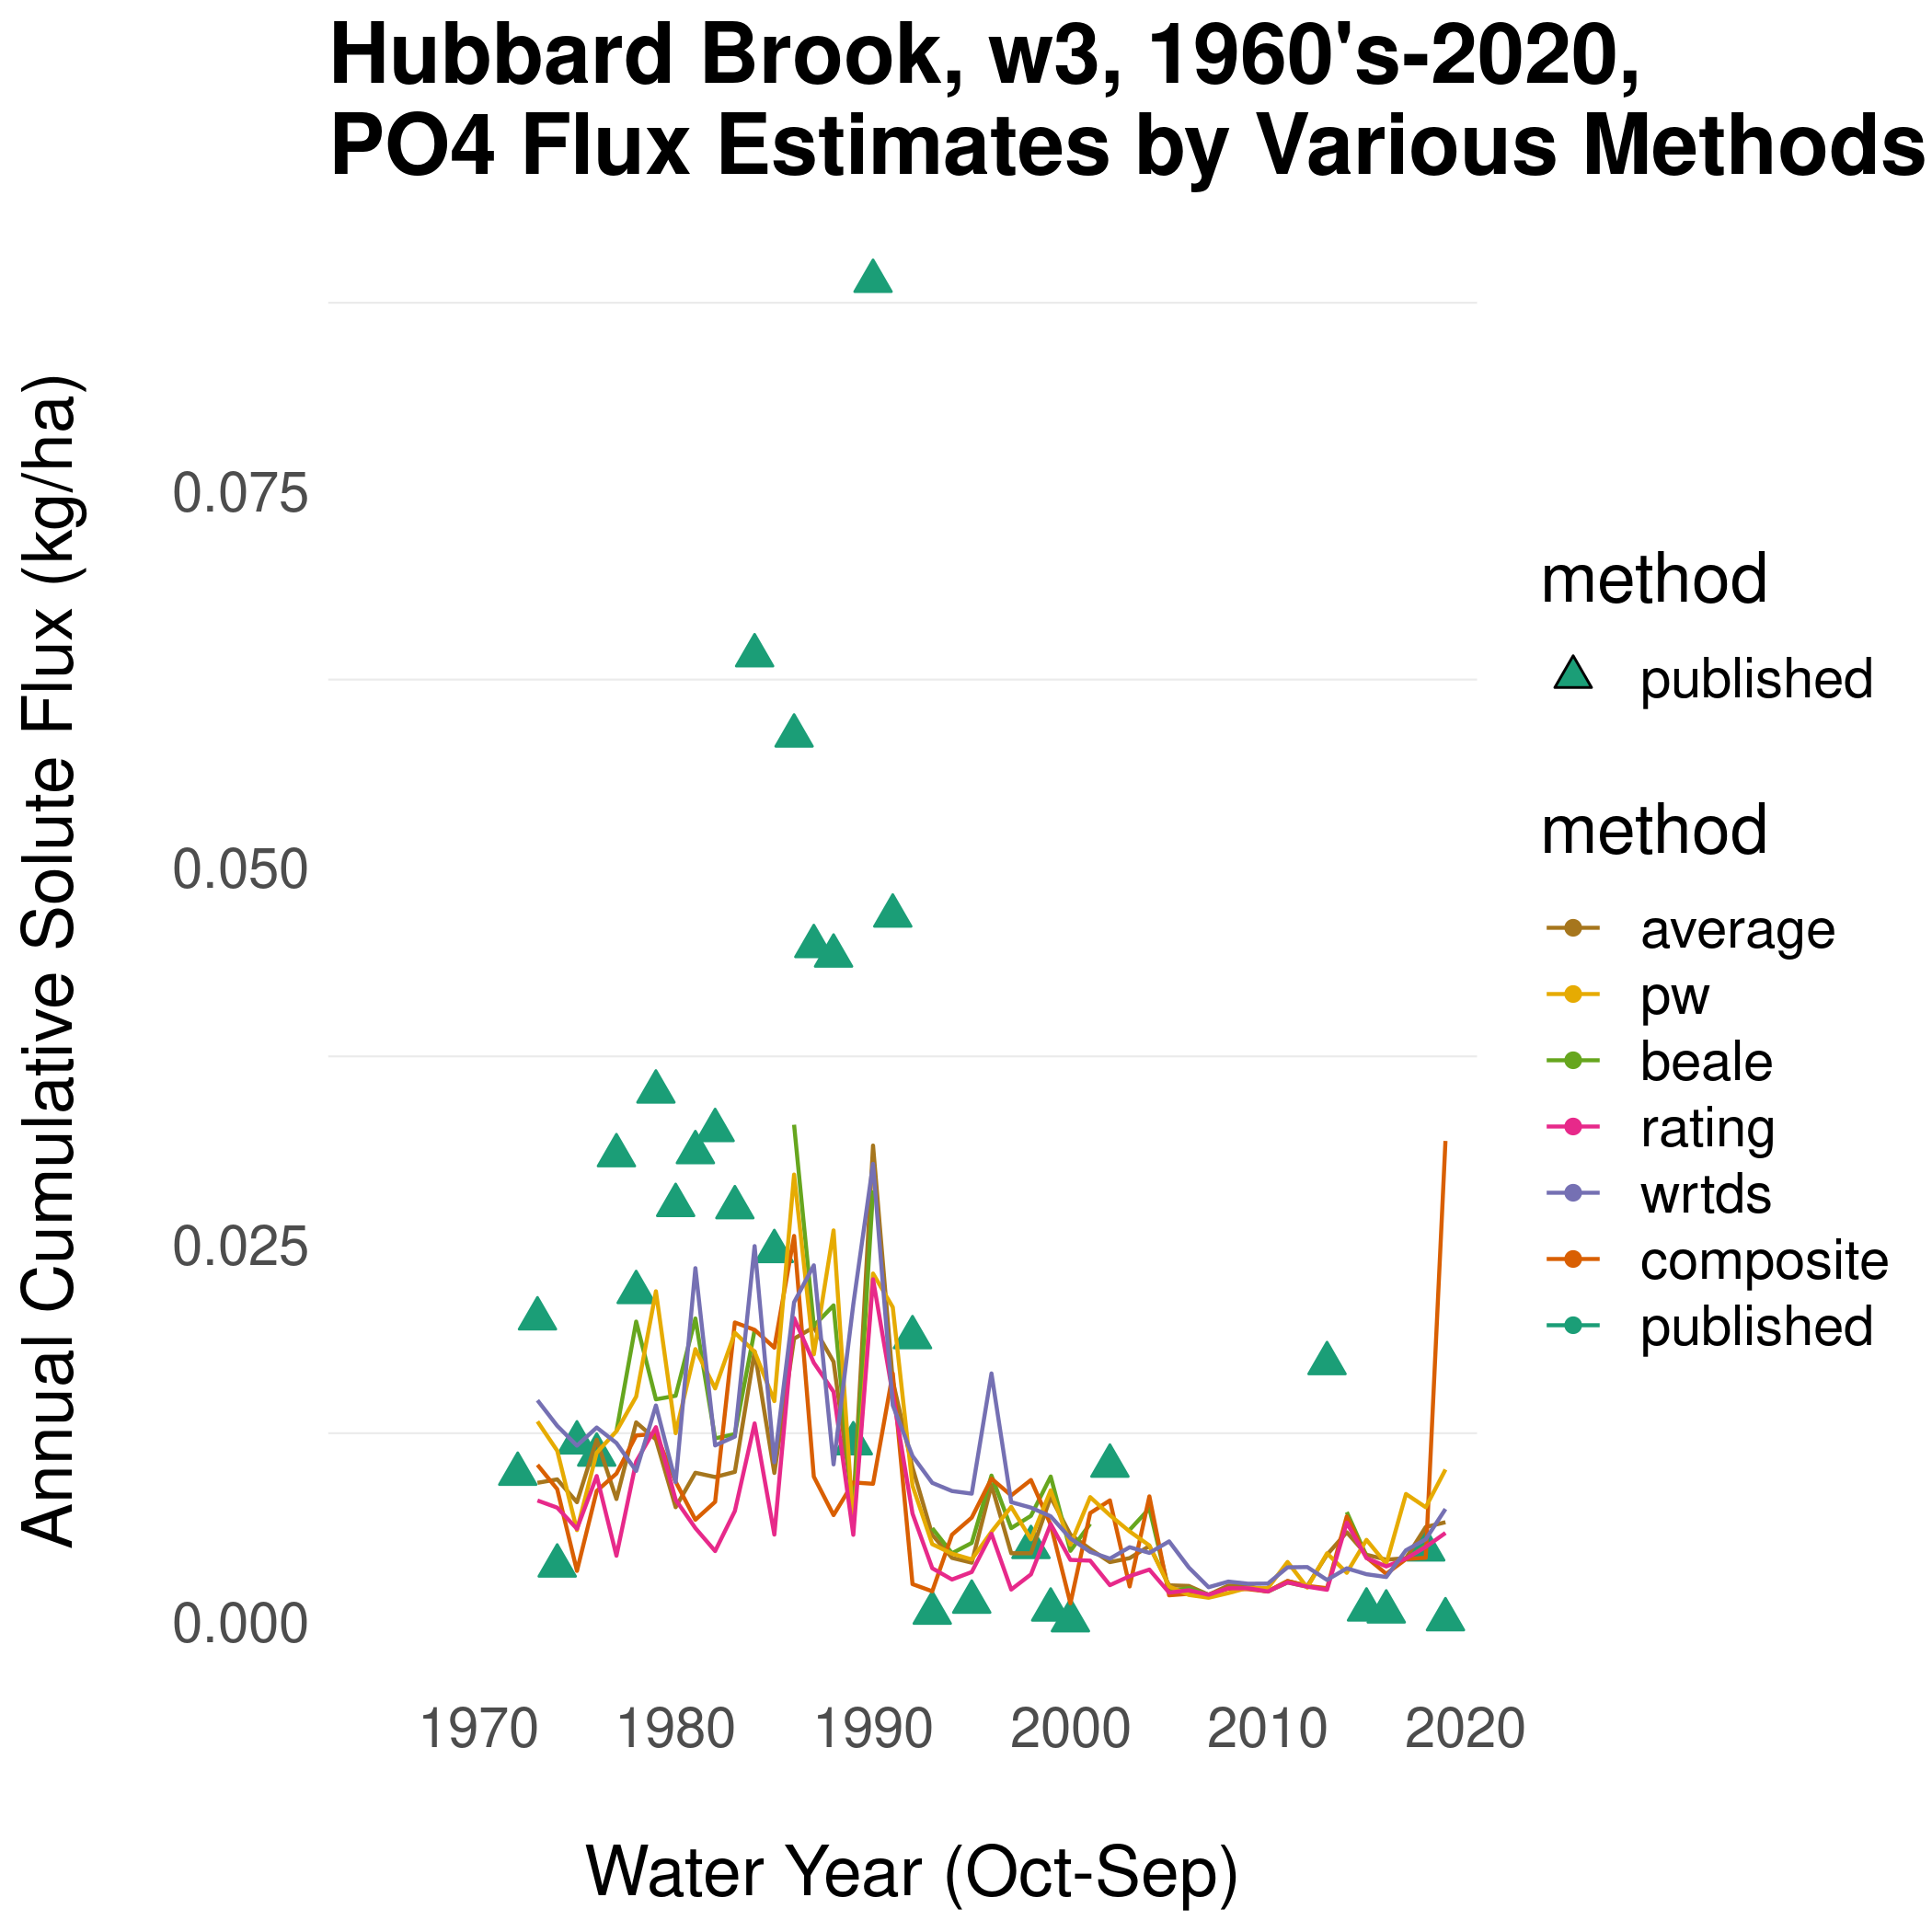 Hubbard Brook, w3, 1960's-2020,
PO4 Flux Estimates by Various Methods
Annual Cumulative Solute Flux (kg/ha)
0.075
0.050
0.025
0.000
1970 1980 1990 2000 2010 2020
Water Year (Oct-Sep)
method
published
method
average
pw
beale
rating
wrtds
composite
published